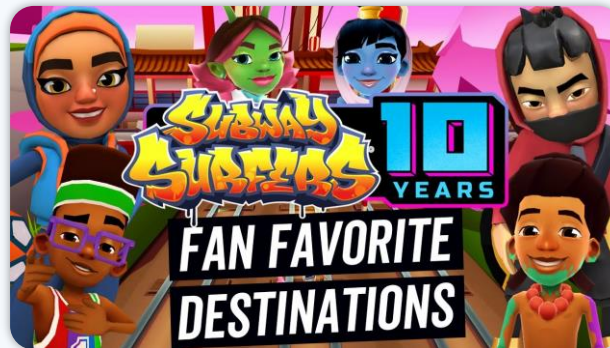 SUBWAY
SURFERS
10
YEARS
FAN FAVORITE
DESTINATIONS